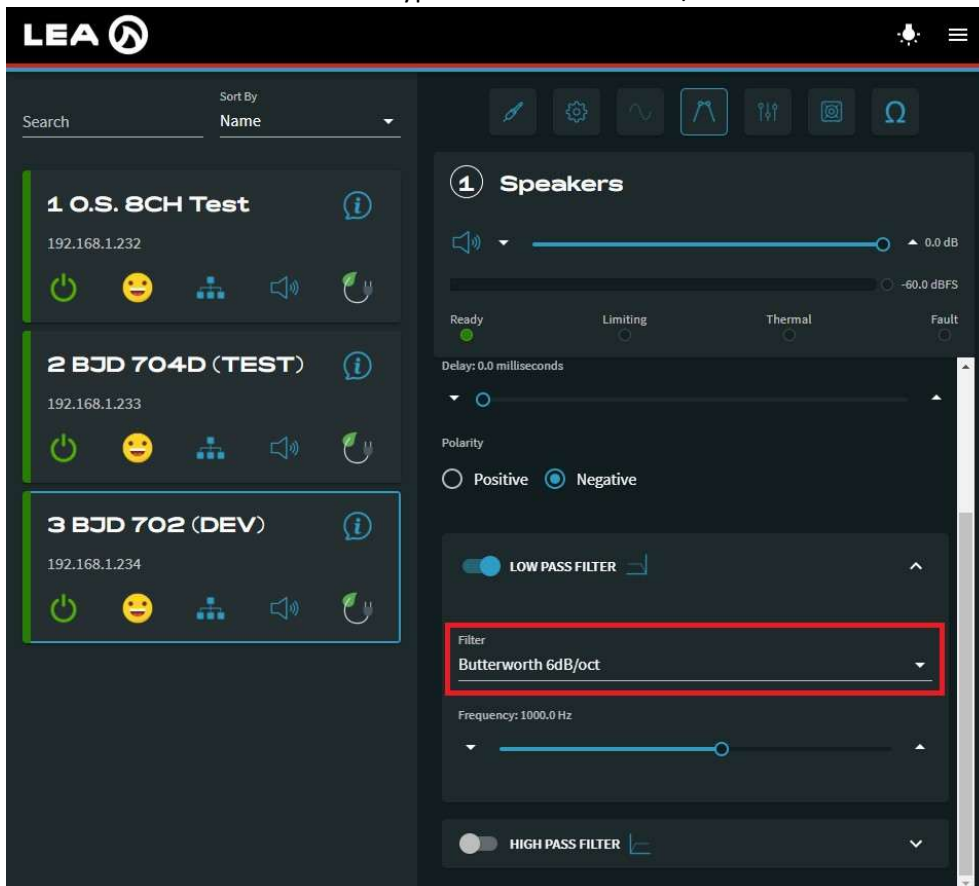 LEA
Search
Sort By
Name
1 O.S. 8CH Test
192.168.1.232
2 BJD 704D (TEST)
192.168.1.233
3 BJD 702 (DEV)
192.168.1.234
Ω
1 Speakers
0.0 dB
-60.0 dBFS
Ready Limiting Thermal Fault
Delay: 0.0 milliseconds
Polarity
Positive Negative
LOW PASS FILTER
Filter
Butterworth 6dB/oct
Frequency: 1000.0 Hz
HIGH PASS FILTER